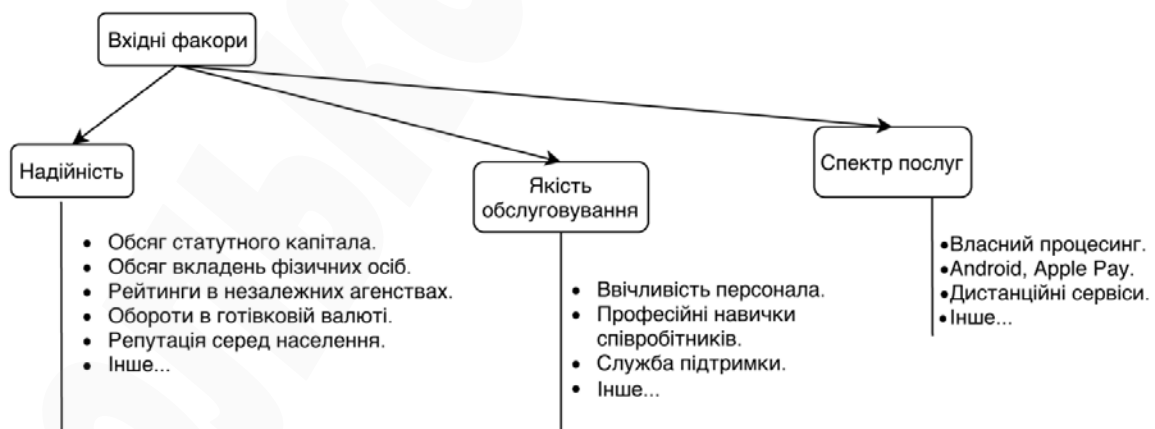 Вхідні факори
Надійність
Якість
обслуговування
Спектр послуг
• Обсяг статутного капітала.
• Обсяг вкладень фізичних осіб.
• Рейтинги в незалежних агенствах.
• Обороти в готівковій валюті.
• Репутація серед населення.
• Інше...
• Ввічливість персонала.
• Професійні навички
співробітників.
• Служба підтримки.
• Інше...
•Власний процесинг.
•Android, Apple Pay.
•Дистанційні сервіси.
•Інше...